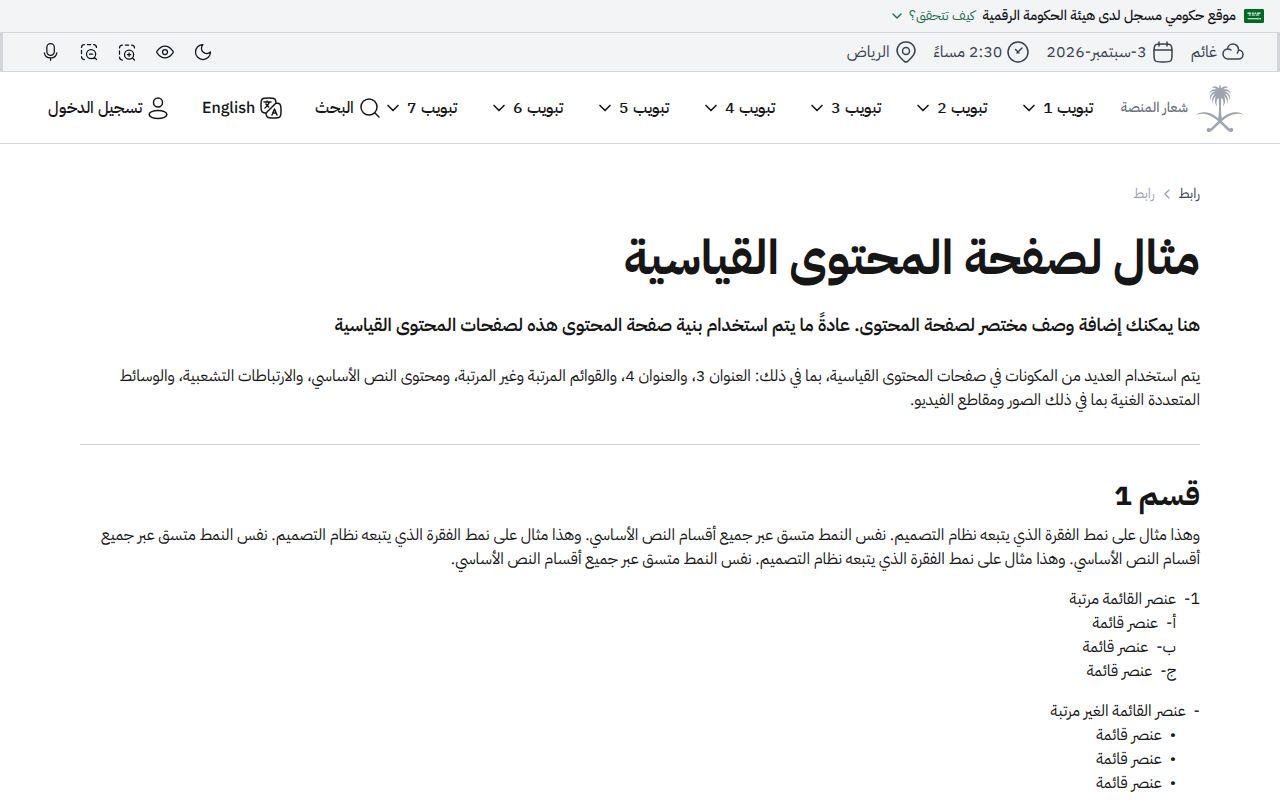 موقع حكومي مسجل لدى هيئة الحكومة الرقمية كيف تتحقق؟
غائم 3-سبتمبر-2026 2:30 مساءً الرياض
شعار المنصة تبويب 1 تبويب 2 تبويب 3 تبويب 4 تبويب 5 تبويب 6 تبويب 7 البحث English تسجيل الدخول
رابط رابط
مثال لصفحة المحتوى القياسية
هنا يمكنك إضافة وصف مختصر لصفحة المحتوى. عادةً ما يتم استخدام بنية صفحة المحتوى هذه لصفحات المحتوى القياسية
يتم استخدام العديد من المكونات في صفحات المحتوى القياسية، بما في ذلك: العنوان 3، والعنوان 4، والقوائم المرتبة وغير المرتبة، ومحتوى النص الأساسي، والارتباطات التشعبية، والوسائط
المتعددة الغنية بما في ذلك الصور ومقاطع الفيديو.
قسم 1
وهذا مثال على نمط الفقرة الذي يتبعه نظام التصميم. نفس النمط متسق عبر جميع أقسام النص الأساسي. وهذا مثال على نمط الفقرة الذي يتبعه نظام التصميم. نفس النمط متسق عبر جميع
أقسام النص الأساسي. وهذا مثال على نمط الفقرة الذي يتبعه نظام التصميم. نفس النمط متسق عبر جميع أقسام النص الأساسي.
1- عنصر القائمة مرتبة
أ- عنصر قائمة
ب- عنصر قائمة
ج- عنصر قائمة
- عنصر القائمة الغير مرتبة
• عنصر قائمة
• عنصر قائمة
• عنصر قائمة